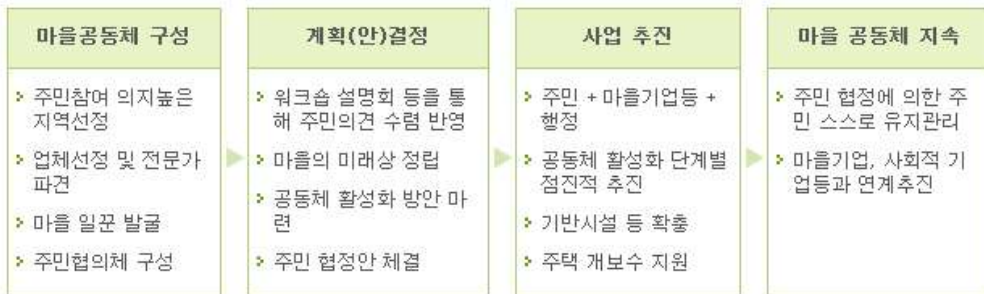 마을공동체 구성
주민참여 의지높은
지역선정
업체선정 및 전문가
파견
마을 일꾼 발굴
주민협의체 구성
계획(안)결정
워크숍 설명회 등을 통
해 주민의견 수렴 반영
마을의 미래상 정립
공동체 활성화 방안 마
련
주민 협정안 체결
사업 추진
주민 + 마을기업등 +
행정
공동체 활성화 단계별
점진적 추진
기반시설 등 확충
주택 개보수 지원
마을 공동체 지속
주민 협정에 의한 주
민 스스로 유지관리
마을기업, 사회적 기
업등과 연계추진